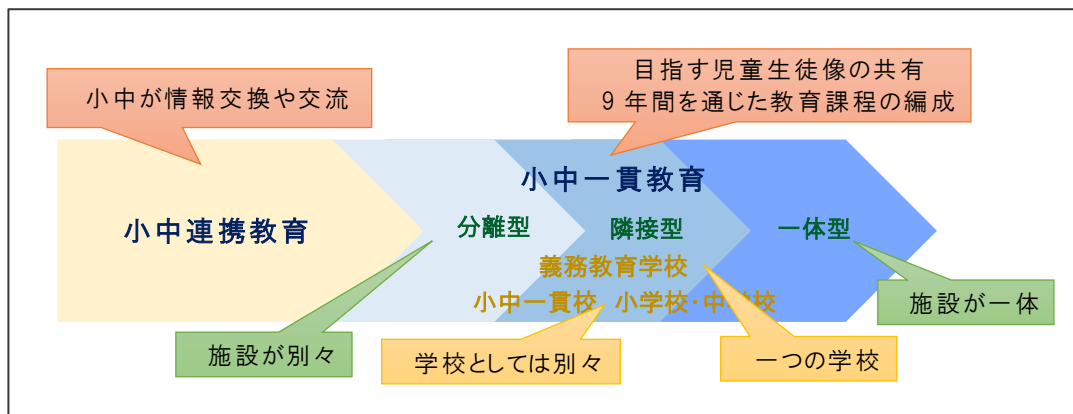 小中が情報交換や交流
目指す児童生徒像の共有
9年間を通じた教育課程の編成
小中一貫教育
小中連携教育
分離型
隣接型
一体型
義務教育学校
小中一貫校 小学校・中学校
施設が別々
学校としては別々
一つの学校
施設が一体